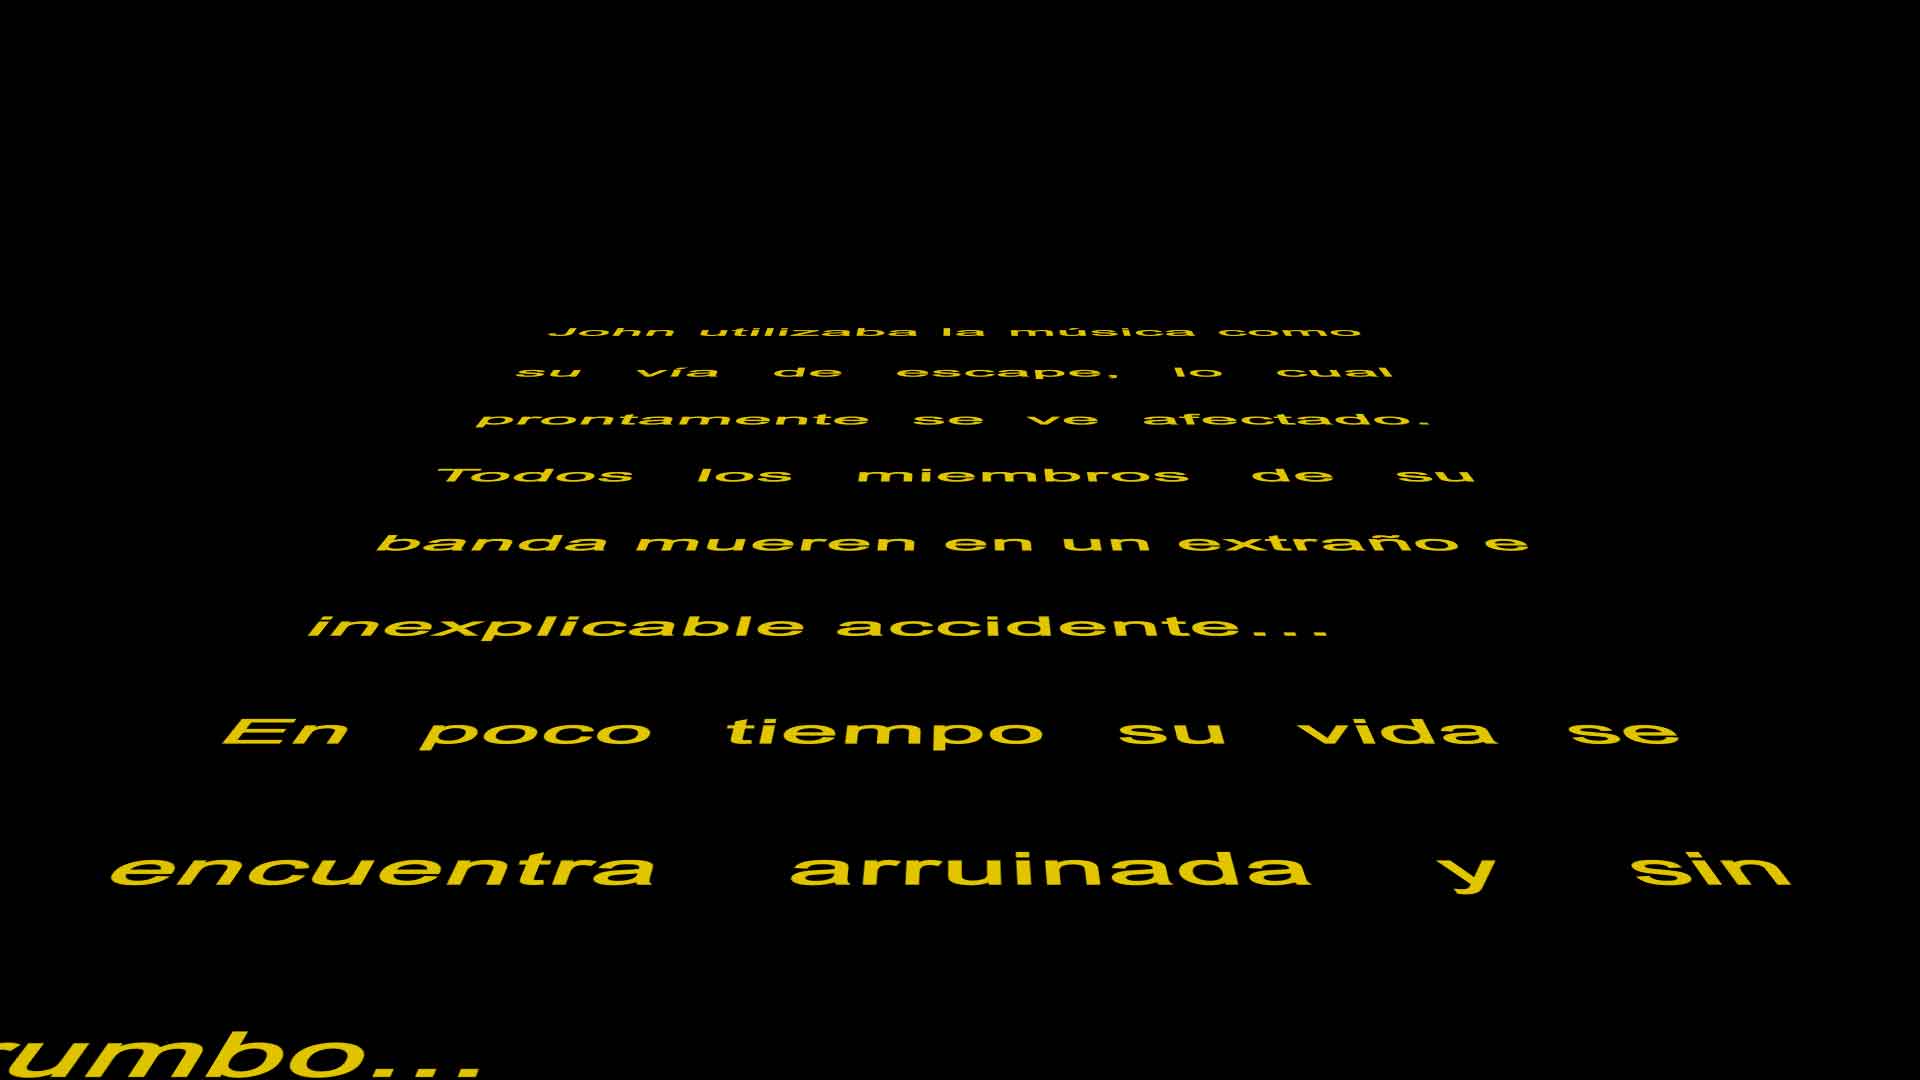 John utilizaba la música como
su vía de escape, lo cual
prontamente se ve afectado.
Todos los miembros de su
banda mueren en un extraño e
inexplicable accidente...
En poco tiempo su vida se
encuentra arruinada y sin
rumbo...